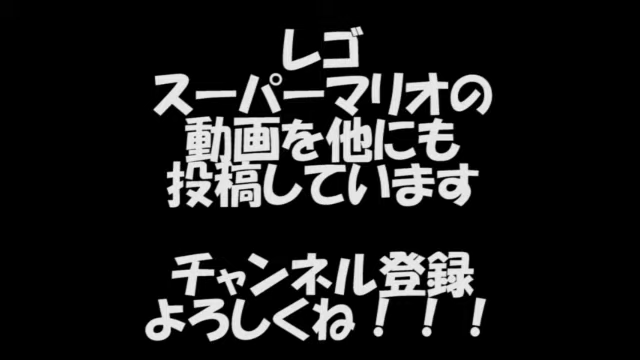 レゴ
スーパーマリオの
動画を他にも
投稿しています
チャンネル登録
よろしくね！！！